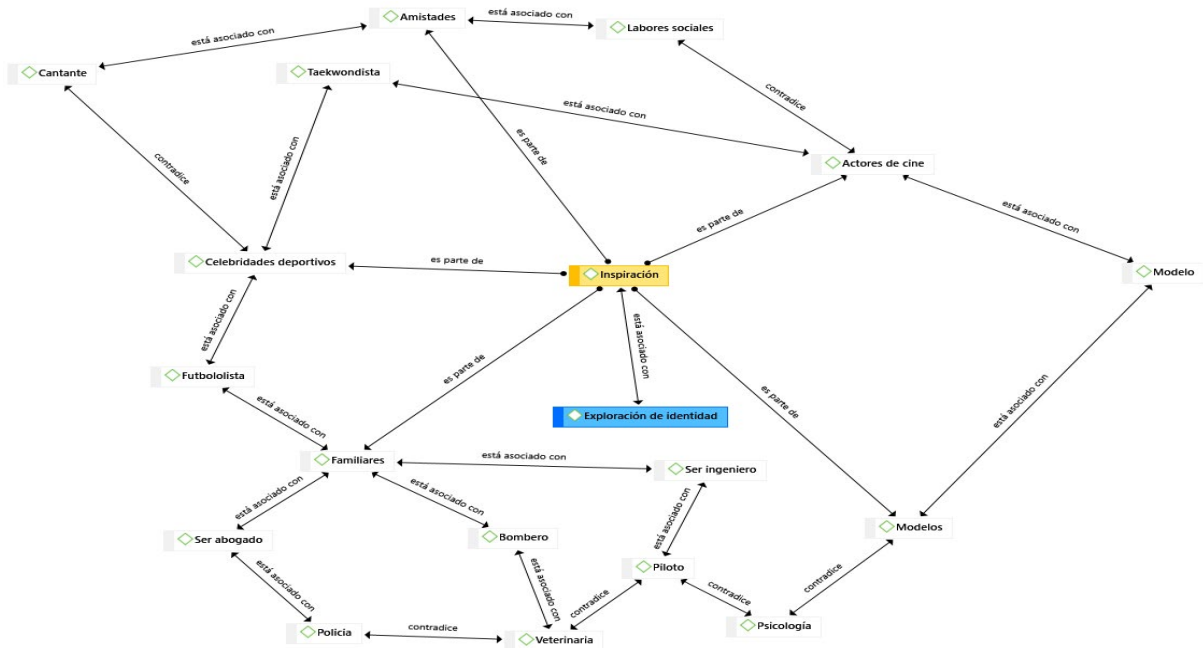 Amistades
está asociado con
Labores sociales
está asociado con
Cantante
Taekwondista
está asociado con
contradice
es parte de
Actores de cine
contradice
está asociado con
es parte de
está asociado con
Celebridades deportivos
es parte de
Inspiración
Modelo
está asociado con
está asociado con
es parte de
Futbololista
es parte de
está asociado con
Exploración de identidad
está asociado con
Familiares
está asociado con
Ser ingeniero
está asociado con
está asociado con
está asociado con
Modelos
Ser abogado
Bombero
Piloto
está asociado con
está asociado con
contradice
contradice
contradice
Policia
contradice
Veterinaria
Psicología